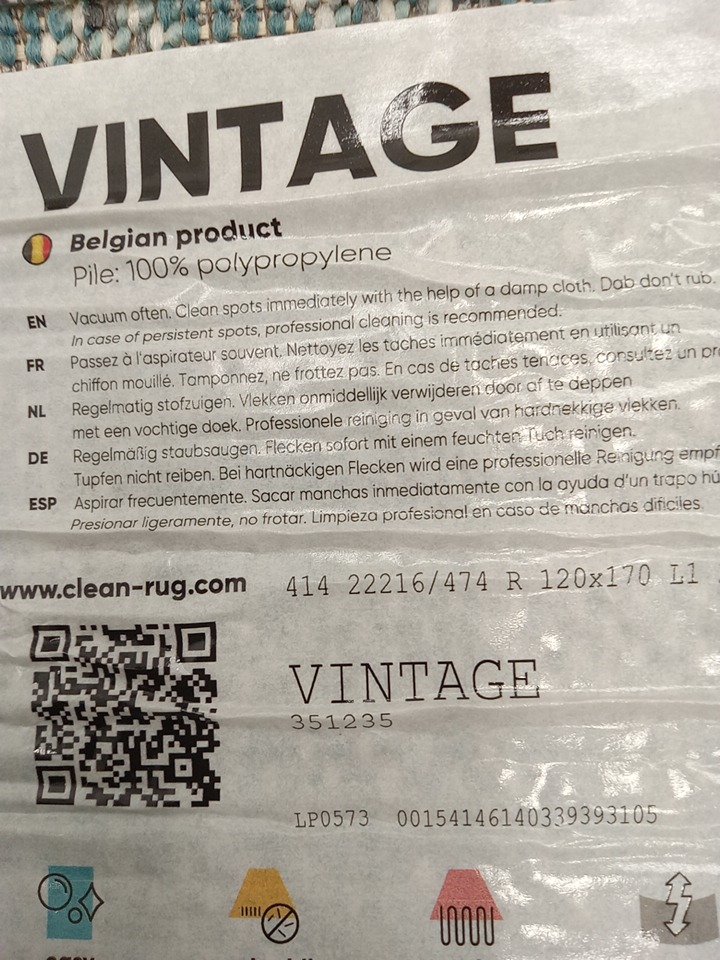 VINTAGE
Belgian product
Pile: 100% polypropylene
EN Vacuum often. Clean spots immediately with the help of a damp cloth. Dab don't rub.
In case of persistent spots, professional cleaning is recommended.
FR Passez à l'aspirateur souvent. Nettoyez les taches immédiatement en utilisant un
chiffon mouillé. Tamponnez, ne frottez pas. En cas de taches tenaces, consultez un
NL Regelmatig stofzuigen. Vlekken onmiddellijk verwijderen door af te deppen
met een vochtige doek. Professionele reiniging in geval van hardnekkige vlekken.
DE Regelmäßig staubsaugen. Flecken sofort mit einem feuchten Tuch reinigen.
Tupfen nicht reiben. Bei hartnäckigen Flecken wird eine professionelle Reinigung
ESP Aspirar frecuentemente. Sacar manchas inmediatamente con la ayuda d'un trapo
Presionar ligeramente, no frotar. Limpieza profesional en caso de manchas dificiles
www.clean-rug.com 414 22216/474 R 120x170 L1
VINTAGE
351235
LP0573 00154146140339393105